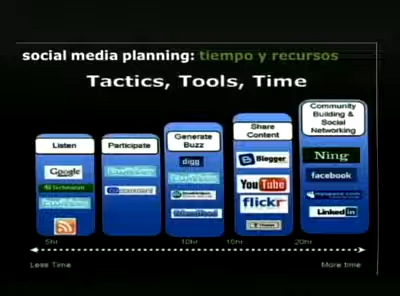 social media planning: tiempo y recursos
Tactics, Tools, Time
Listen
Participate
Generate
Buzz
Share
Content
Community
Building &
Social
Networking
Google
Technorati
digg
Blogger
YouTube
flickr
Ning
facebook
LinkedIn
5hr
10hr
15hr
20hr
Less Time
More time